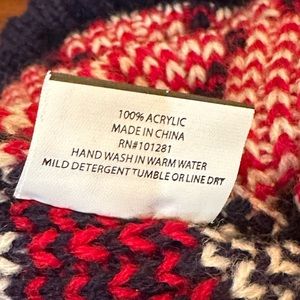 100% ACRYLIC
MADE IN CHINA
RN#101281
HAND WASH IN WARM WATER
MILD DETERGENT TUMBLE OR LINE DRY